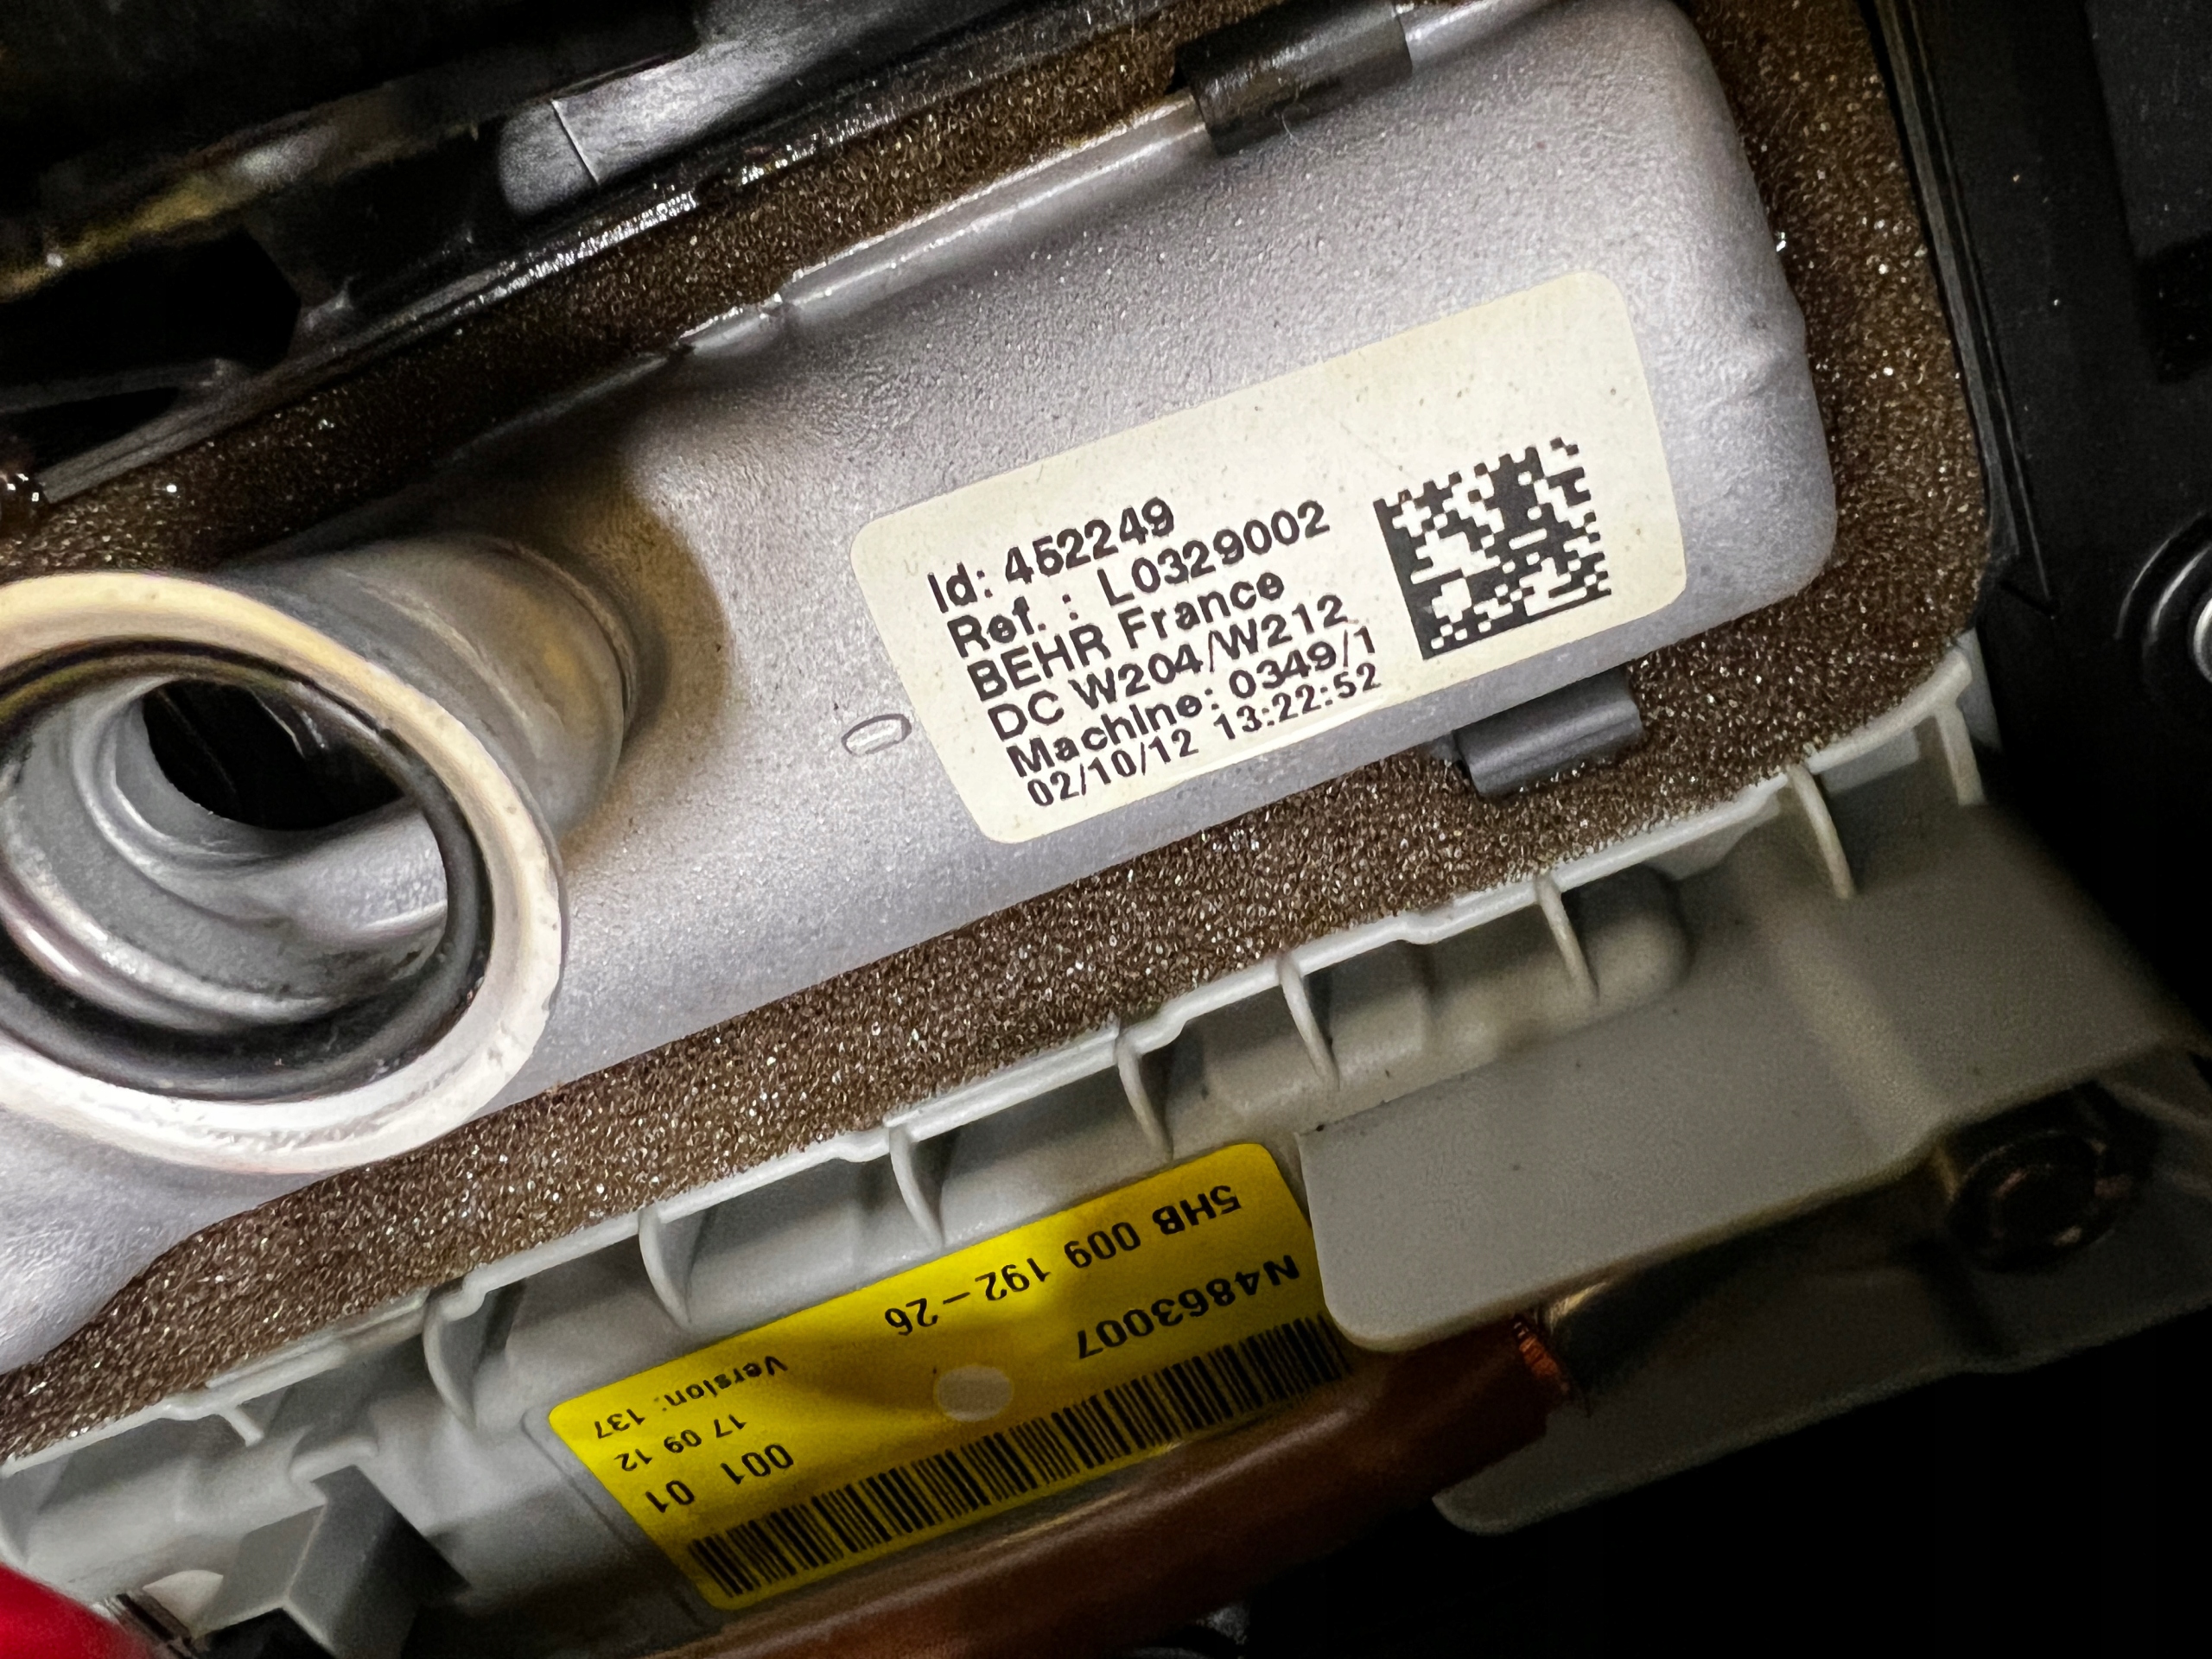 Id: 452249
Ref. : L0329002
BEHR France
DC W204/W212
Machine: 0349/1
02/10/12 13:22:52
5HB 009 192-26
N4863007
Version: 137
17 09 12
001 01